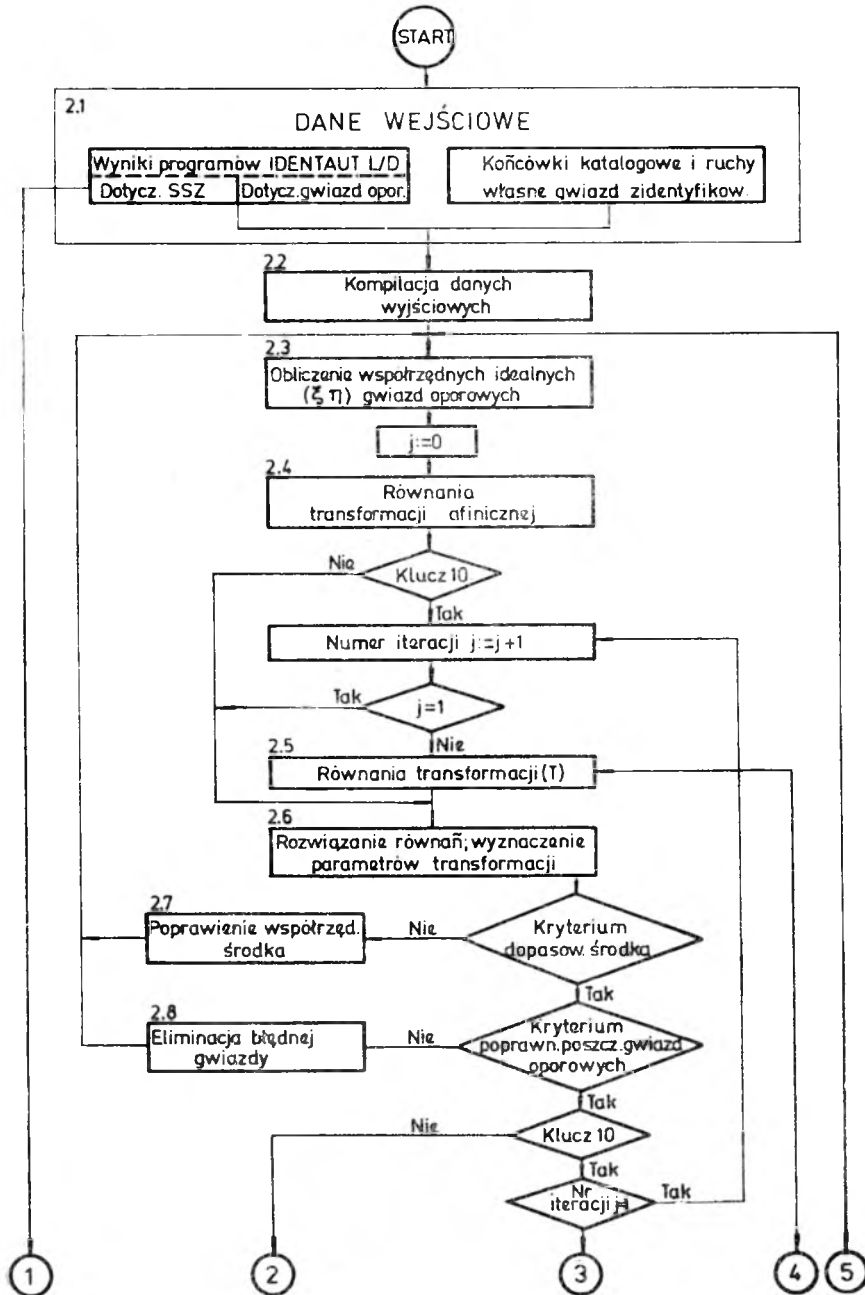 START
2.1
DANE WEJŚCIOWE
Wyniki programów IDENTAUT L/D
Dotycz. SSZ
Dotycz.gwiazd opor.
Końcówki katalogowe i ruchy
własne gwiazd zidentyfikow.
2.2
Kompilacja danych
wyjściowych
2.3
Obliczenie współrzędnych idealnych
(ξ η) gwiazd oporowych
j:=0
2.4
Równania
transformacji afinicznej
Nie
Klucz 10
Tak
Numer iteracji j:=j+1
Tak
j=1
Nie
2.5
Równania transformacji (T)
2.6
Rozwiązanie równań; wyznaczenie
parametrów transformacji
2.7
Poprawienie współrzęd.
środka
Nie
Kryterium
dopasow. środka
Tak
2.8
Eliminacja błędnej
gwiazdy
Nie
Kryterium
poprawn.poszcz.gwiazd
oporowych
Tak
Nie
Klucz 10
Tak
Nr
iteracji j=1
Tak
1
2
3
4
5